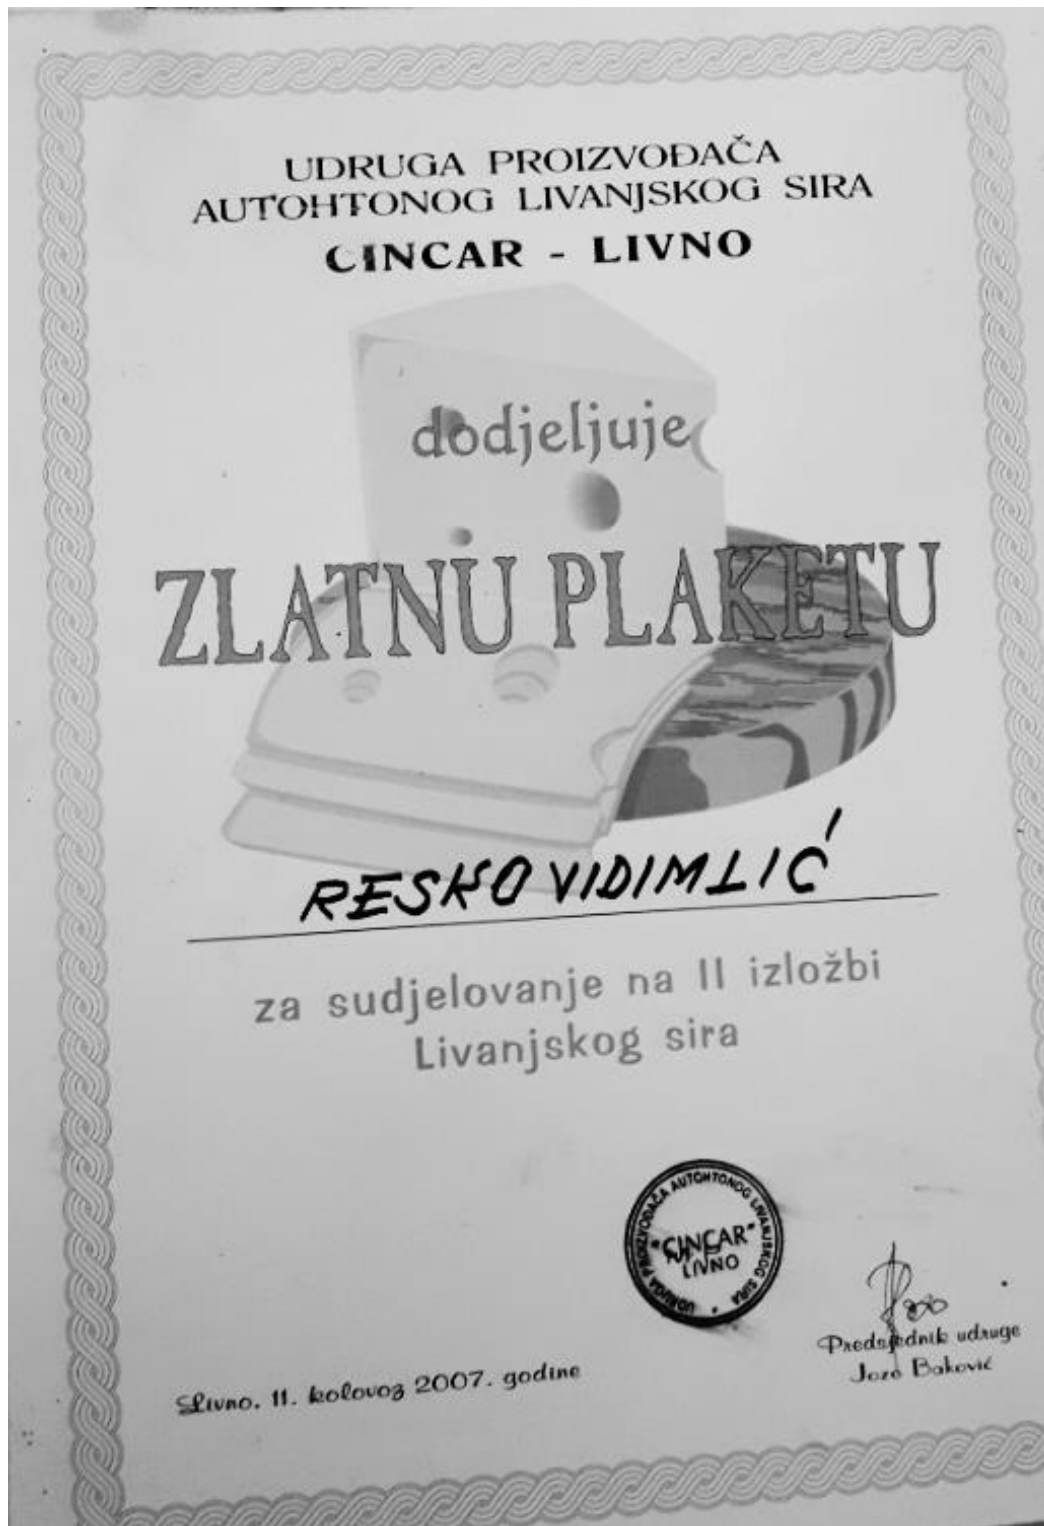 UDRUGA PROIZVOĐAČA
AUTOHTONOG LIVANJSKOG SIRA
CINCAR - LIVNO
dodjeljuje
ZLATNU PLAKETU
RESKO VIDIMLIĆ
za sudjelovanje na II izložbi
Livanjskog sira
UDRUGA PROIZVOĐAČA AUTOHTONOG LIVANJSKOG SIRA
"CINCAR"
LIVNO
Predsjednik udruge
Jozo Baković
Livno, 11. kolovoz 2007. godine